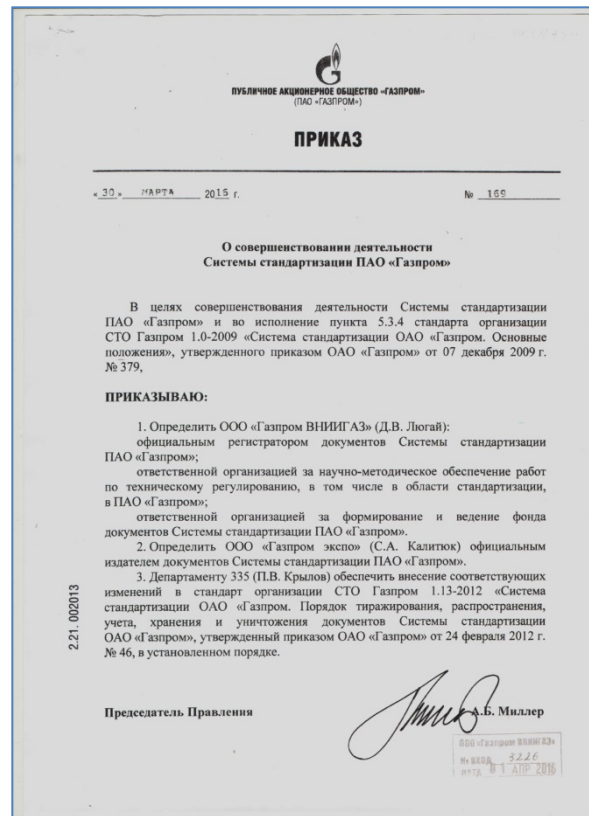 ПУБЛИЧНОЕ АКЦИОНЕРНОЕ ОБЩЕСТВО «ГАЗПРОМ»
(ПАО «ГАЗПРОМ»)
ПРИКАЗ
«30» МАРТА 2015 г.
№ 169
О совершенствовании деятельности
Системы стандартизации ПАО «Газпром»
В целях совершенствования деятельности Системы стандартизации
ПАО «Газпром» и во исполнение пункта 5.3.4 стандарта организации
СТО Газпром 1.0-2009 «Система стандартизации ОАО «Газпром. Основные
положения», утвержденного приказом ОАО «Газпром» от 07 декабря 2009 г.
№ 379,
ПРИКАЗЫВАЮ:
1. Определить ООО «Газпром ВНИИГАЗ» (Д.В. Люгай):
официальным регистратором документов Системы стандартизации
ПАО «Газпром»;
ответственной организацией за научно-методическое обеспечение работ
по техническому регулированию, в том числе в области стандартизации,
в ПАО «Газпром»;
ответственной организацией за формирование и ведение фонда
документов Системы стандартизации ПАО «Газпром».
2. Определить ООО «Газпром экспо» (С.А. Калитюк) официальным
издателем документов Системы стандартизации ПАО «Газпром».
3. Департаменту 335 (П.В. Крылов) обеспечить внесение соответствующих
изменений в стандарт организации СТО Газпром 1.13-2012 «Система
стандартизации ОАО «Газпром. Порядок тиражирования, распространения,
учета, хранения и уничтожения документов Системы стандартизации
ОАО «Газпром», утвержденный приказом ОАО «Газпром» от 24 февраля 2012 г.
№ 46, в установленном порядке.
2.21. 002013
Председатель Правления
А.Б. Миллер
ООО «Газпром ВНИИГАЗ»
№ ВХОД. 3226
01 АПР 2016